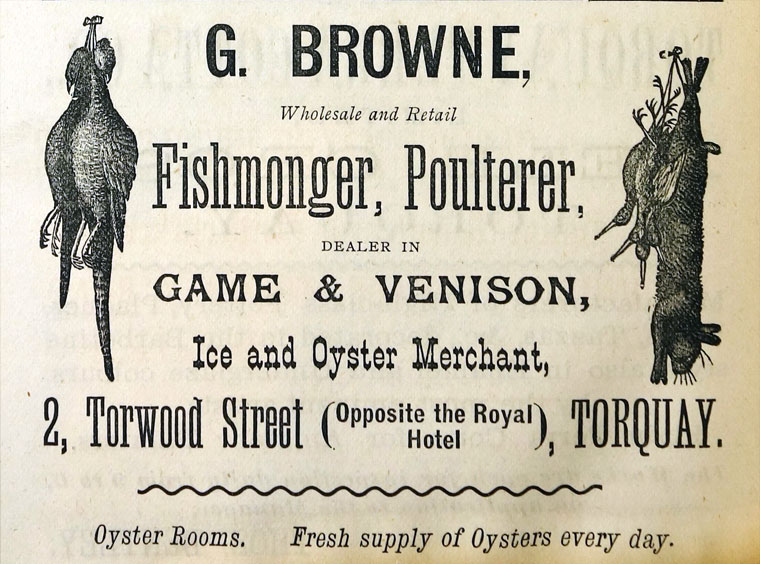 G. BROWNE,
Wholesale and Retail
Fishmonger, Poulterer,
DEALER IN
GAME & VENISON,
Ice and Oyster Merchant,
2, Torwood Street (Opposite the Royal Hotel), TORQUAY.
Oyster Rooms. Fresh supply of Oysters every day.